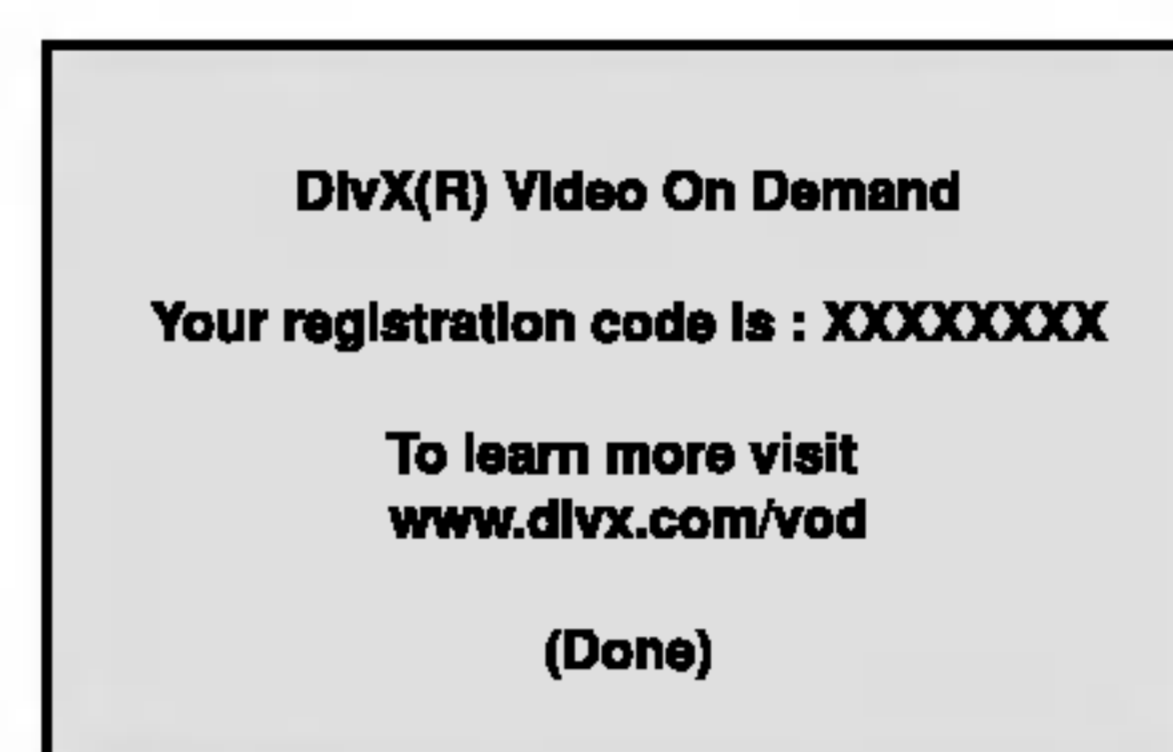 DivX(R) Video On Demand
Your registration code is : XXXXXXXX
To learn more visit
www.divx.com/vod
(Done)